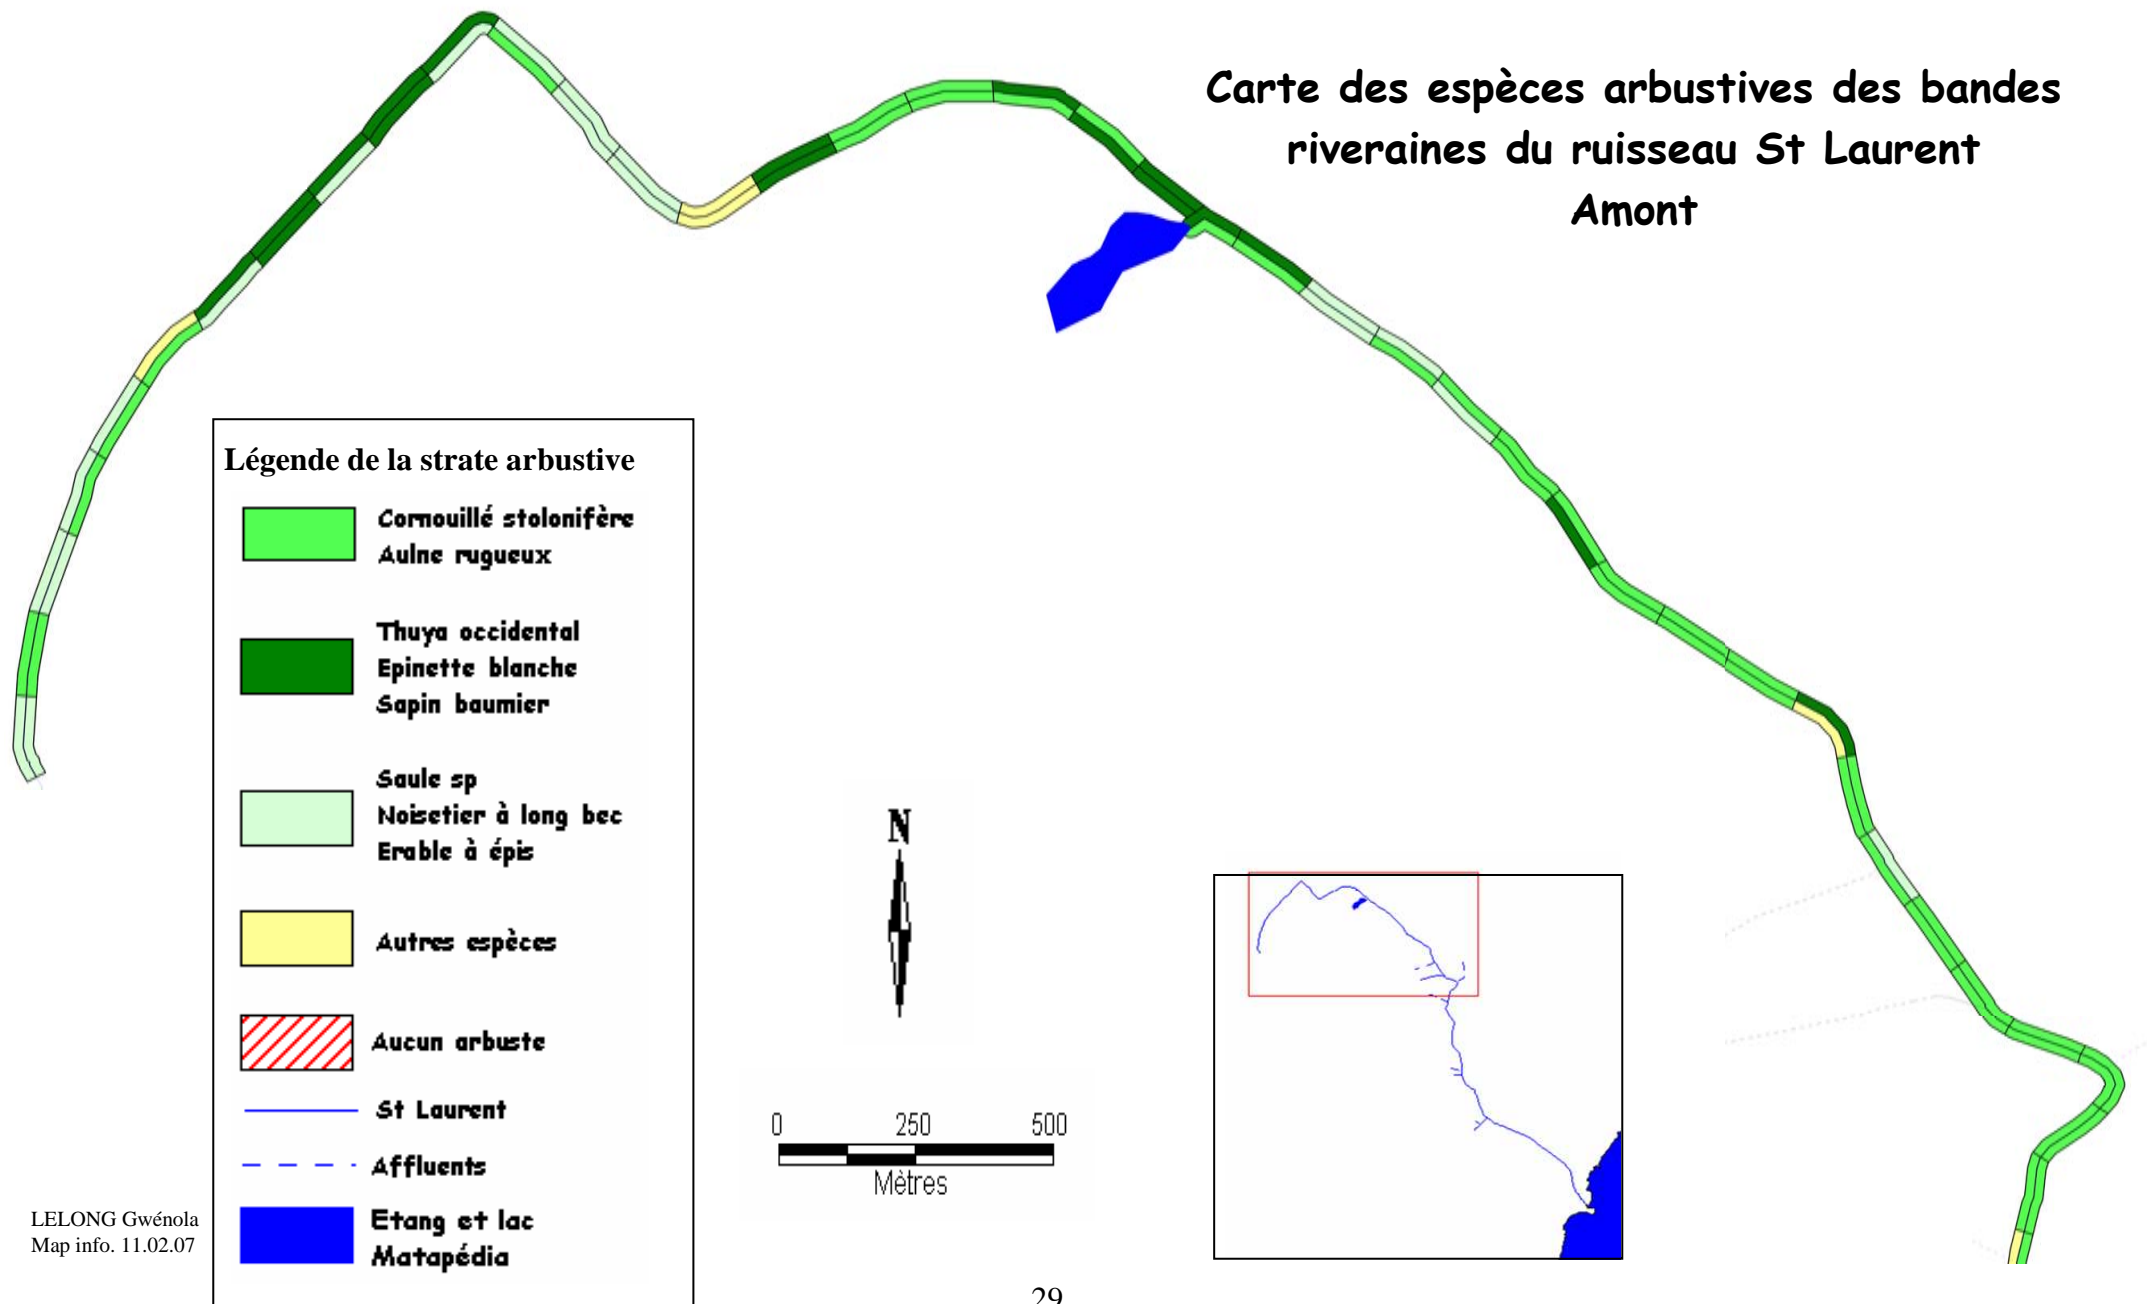 Carte des espèces arbustives des bandes
riveraines du ruisseau St Laurent
Amont
Légende de la strate arbustive
Cornouillé stolonifère
Aulne rugueux
Thuya occidental
Epinette blanche
Sapin baumier
Saule sp
Noisetier à long bec
Erable à épis
Autres espèces
Aucun arbuste
St Laurent
Affluents
Etang et lac
Matapédia
N
0 250 500
Mètres
LELONG Gwénola
Map info. 11.02.07
29